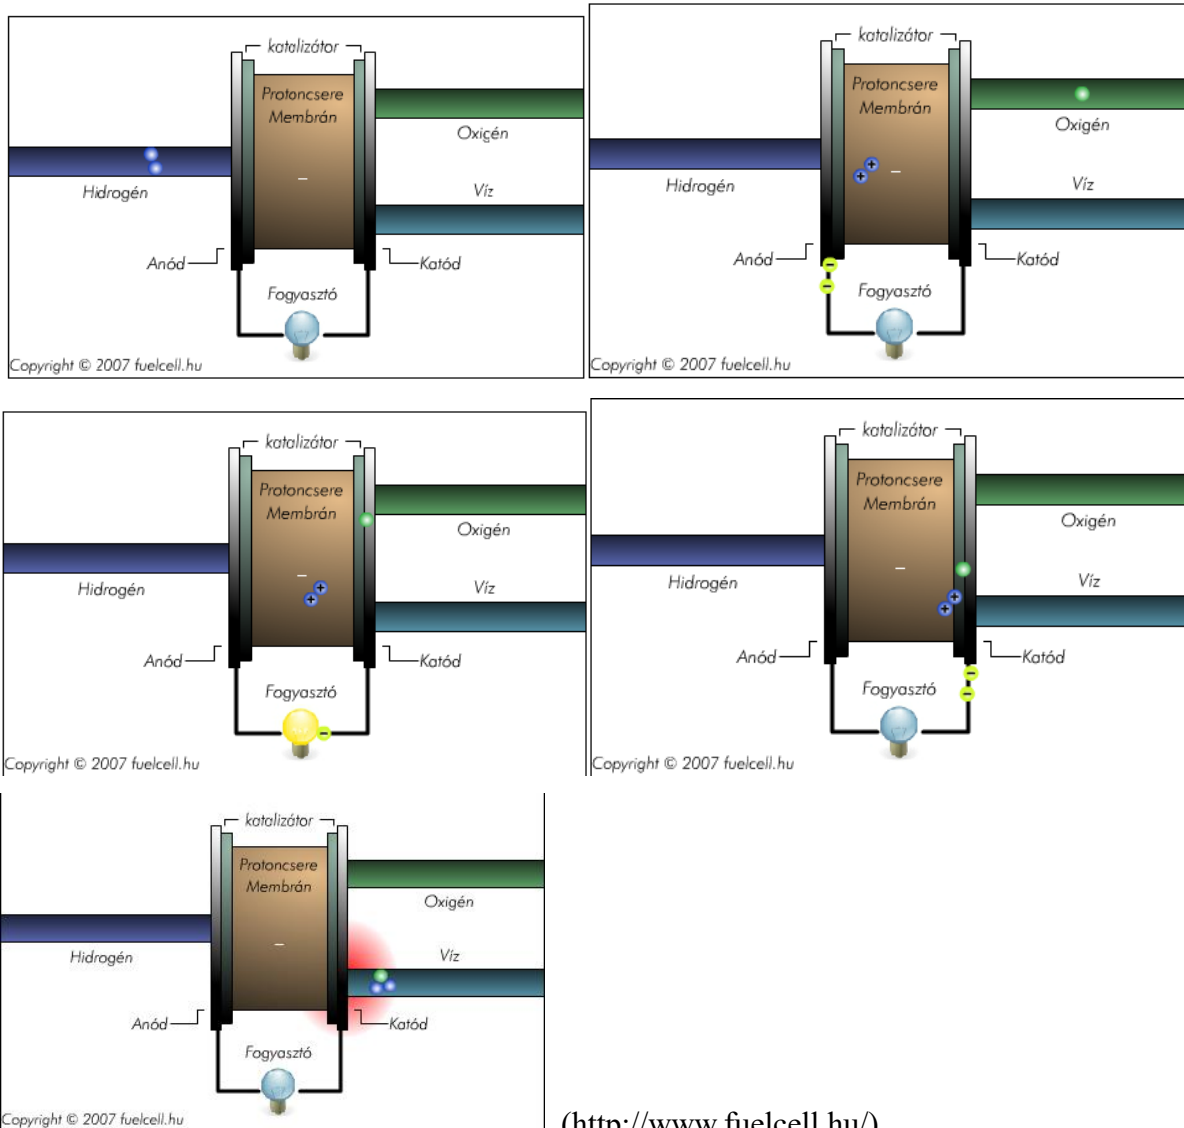 katalizátor
Protoncsere
Membrán
Oxigén
Hidrogén
Víz
Anód
Katód
Fogyasztó
Copyright © 2007 fuelcell.hu
katalizátor
Protoncsere
Membrán
Oxigén
Hidrogén
Víz
Anód
Katód
Fogyasztó
Copyright © 2007 fuelcell.hu
katalizátor
Protoncsere
Membrán
Oxigén
Hidrogén
Víz
Anód
Katód
Fogyasztó
Copyright © 2007 fuelcell.hu
katalizátor
Protoncsere
Membrán
Oxigén
Hidrogén
Víz
Anód
Katód
Fogyasztó
Copyright © 2007 fuelcell.hu
katalizátor
Protoncsere
Membrán
Oxigén
Hidrogén
Víz
Anód
Katód
Fogyasztó
Copyright © 2007 fuelcell.hu
(http://www.fuelcell.hu/)